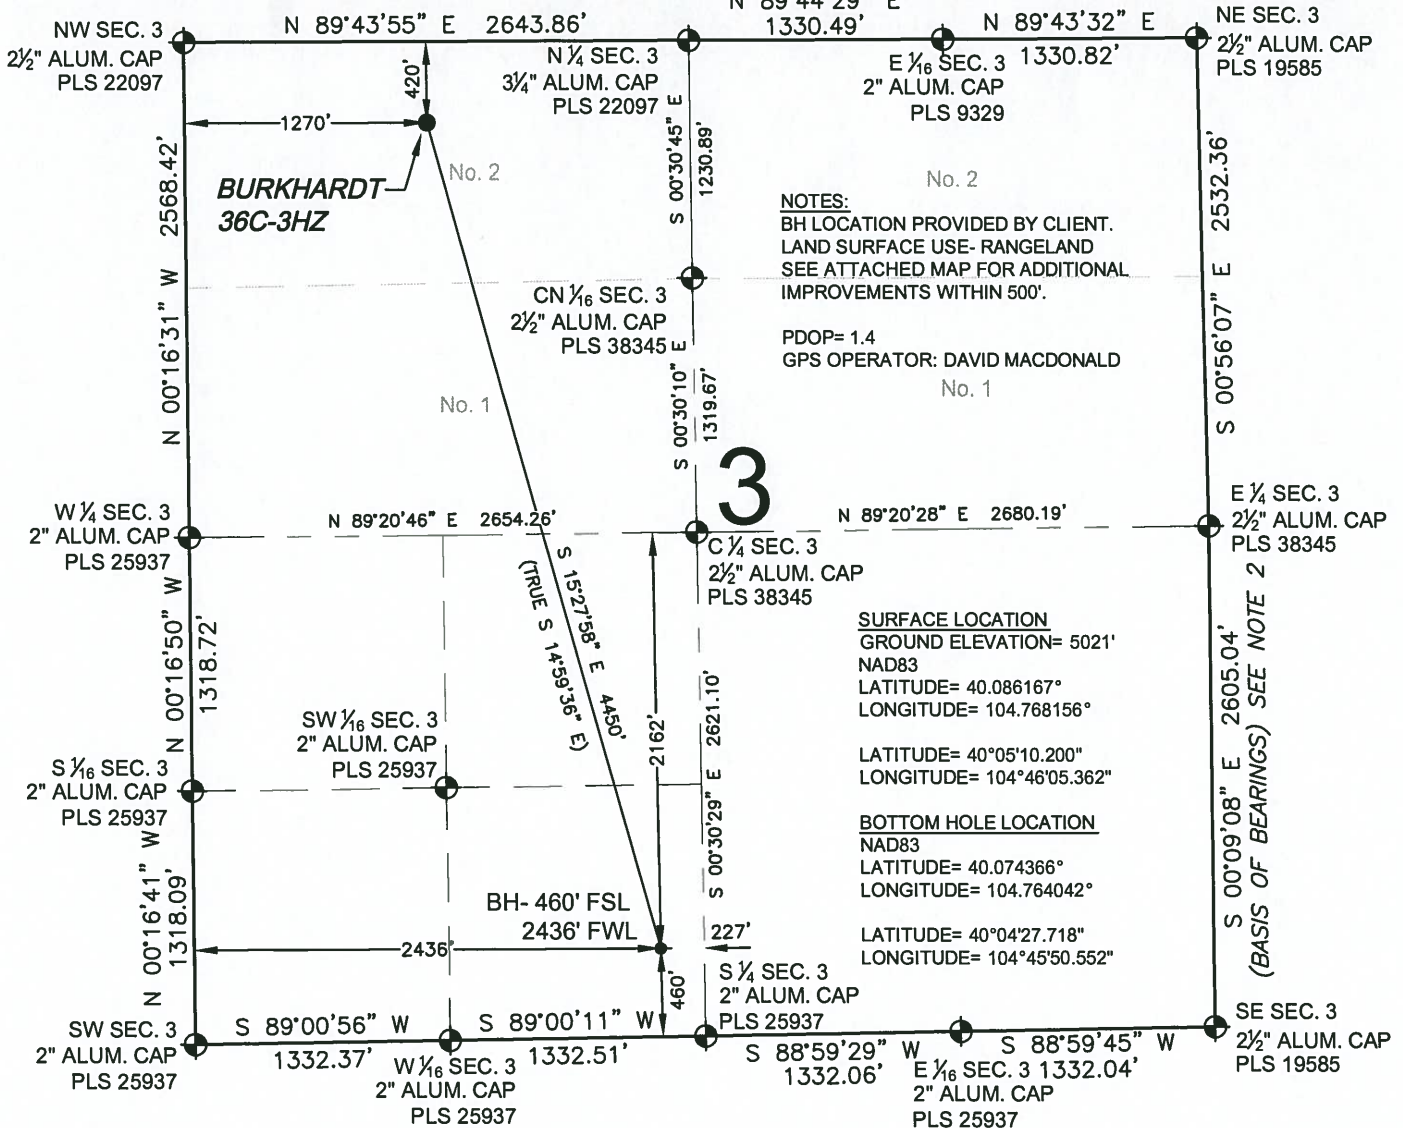 NW SEC. 3
2½" ALUM. CAP
PLS 22097
N 89°43'55" E 2643.86'
N ¼ SEC. 3
3¼" ALUM. CAP
PLS 22097
N 89°44'29" E
1330.49'
E 1⁄16 SEC. 3
2" ALUM. CAP
PLS 9329
N 89°43'32" E
1330.82'
NE SEC. 3
2½" ALUM. CAP
PLS 19585
420'
1270'
BURKHARDT
36C-3HZ
No. 2
S 00°30'45" E
1230.89'
No. 2
NOTES:
BH LOCATION PROVIDED BY CLIENT.
LAND SURFACE USE- RANGELAND
SEE ATTACHED MAP FOR ADDITIONAL
IMPROVEMENTS WITHIN 500'.
PDOP= 1.4
GPS OPERATOR: DAVID MACDONALD
No. 1
N 00°16'31" W 2568.42'
CN 1⁄16 SEC. 3
2½" ALUM. CAP
PLS 38345
No. 1
S 00°30'10" E
1319.67'
S 00°56'07" E 2532.36'
3
W ¼ SEC. 3
2" ALUM. CAP
PLS 25937
N 89°20'46" E 2654.26'
N 89°20'28" E 2680.19'
C ¼ SEC. 3
2½" ALUM. CAP
PLS 38345
E ¼ SEC. 3
2½" ALUM. CAP
PLS 38345
S 15°27'58" E 4450'
(TRUE S 14°59'36" E)
2162'
N 00°16'50" W
1318.72'
SW 1⁄16 SEC. 3
2" ALUM. CAP
PLS 25937
S 1⁄16 SEC. 3
2" ALUM. CAP
PLS 25937
S 00°30'29" E 2621.10'
SURFACE LOCATION
GROUND ELEVATION= 5021'
NAD83
LATITUDE= 40.086167°
LONGITUDE= 104.768156°
LATITUDE= 40°05'10.200"
LONGITUDE= 104°46'05.362"
BOTTOM HOLE LOCATION
NAD83
LATITUDE= 40.074366°
LONGITUDE= 104.764042°
LATITUDE= 40°04'27.718"
LONGITUDE= 104°45'50.552"
S 00°09'08" E 2605.04'
(BASIS OF BEARINGS) SEE NOTE 2
N 00°16'41" W
1318.09'
BH- 460' FSL
2436' FWL
2436'
227'
460'
S ¼ SEC. 3
2" ALUM. CAP
PLS 25937
SW SEC. 3
2" ALUM. CAP
PLS 25937
S 89°00'56" W
1332.37'
W 1⁄16 SEC. 3
2" ALUM. CAP
PLS 25937
S 89°00'11" W
1332.51'
S 88°59'29" W
1332.06'
E 1⁄16 SEC. 3
2" ALUM. CAP
PLS 25937
S 88°59'45" W
1332.04'
SE SEC. 3
2½" ALUM. CAP
PLS 19585